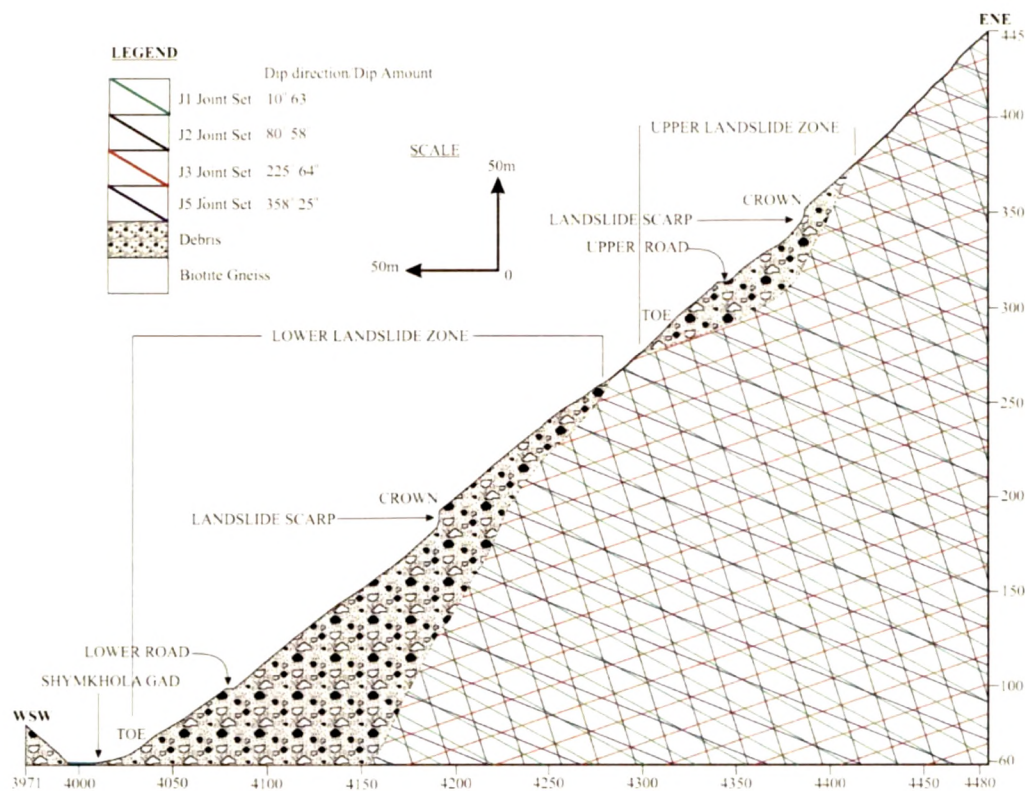 ENE
LEGEND
Dip direction/Dip Amount
J1 Joint Set 10° 63
J2 Joint Set 80 58
J3 Joint Set 225 64°
J5 Joint Set 358° 25°
Debris
Biotite Gneiss
SCALE
50m
50m
0
UPPER LANDSLIDE ZONE
CROWN
LANDSLIDE SCARP
UPPER ROAD
TOE
LOWER LANDSLIDE ZONE
CROWN
LANDSLIDE SCARP
LOWER ROAD
SHYMKHOLA GAD
WSW
TOE
445
400
350
300
250
200
150
100
60
3971 4000 4050 4100 4150 4200 4250 4300 4350 4400 4450 4480